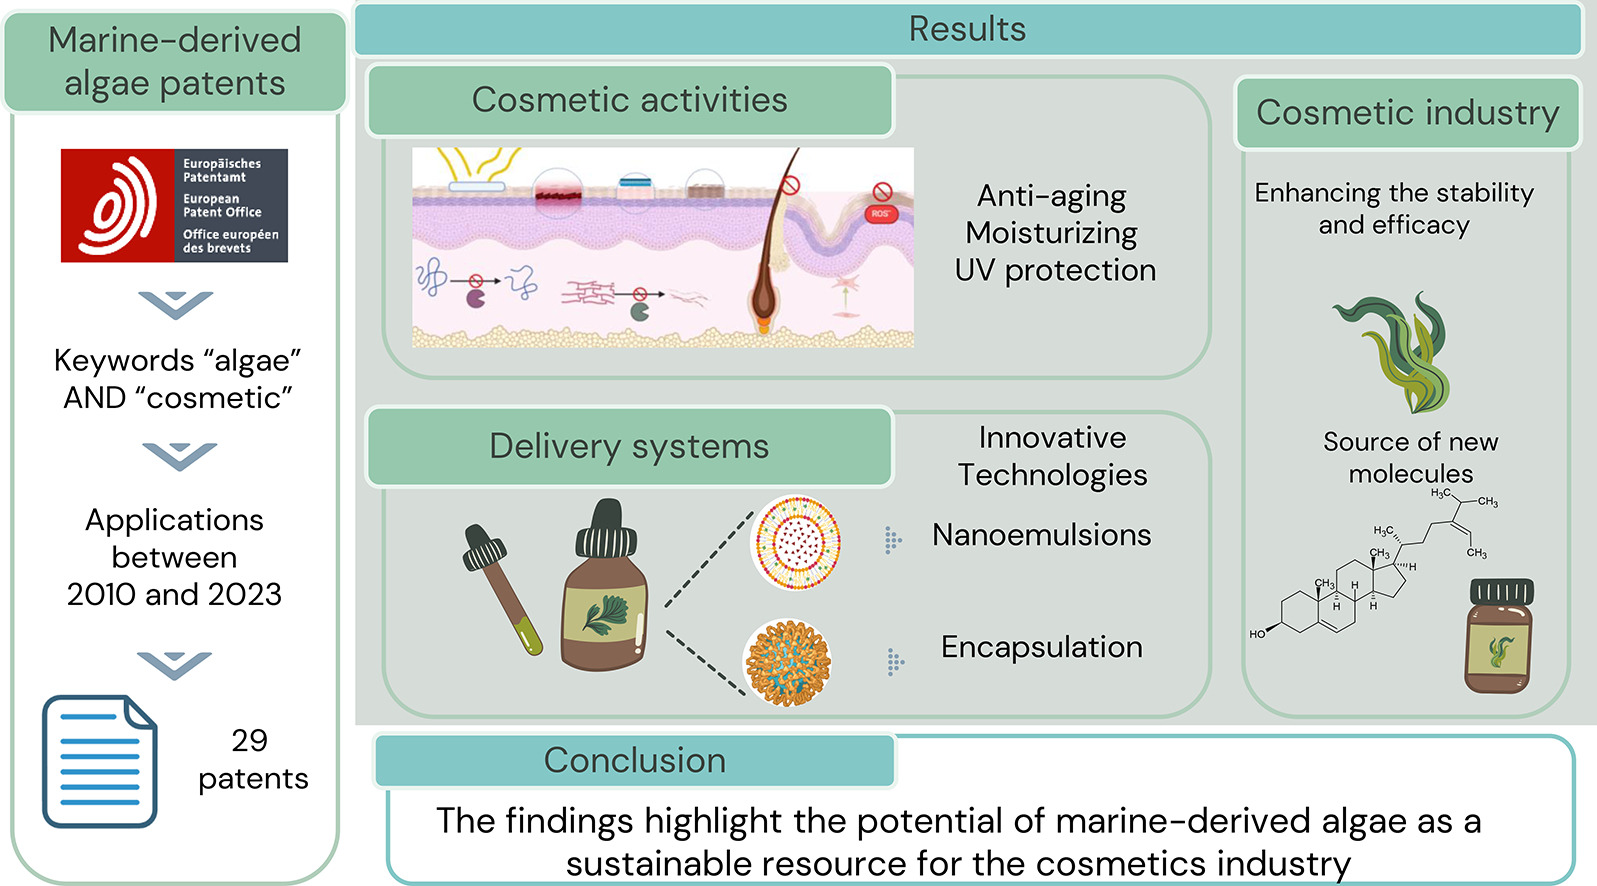 Marine-derived
algae patents
Europäisches
Patentamt
European
Patent Office
Office européen
des brevets
Keywords “algae”
AND “cosmetic”
Applications
between
2010 and 2023
29
patents
Results
Cosmetic activities
ROS⁻
Anti-aging
Moisturizing
UV protection
Delivery systems
Innovative
Technologies
Nanoemulsions
Encapsulation
Cosmetic industry
Enhancing the stability
and efficacy
Source of new
molecules
H₃C
CH₃
H₃C
CH₃
CH₃
H
CH₃
H
H
H
HO
Conclusion
The findings highlight the potential of marine-derived algae as a
sustainable resource for the cosmetics industry